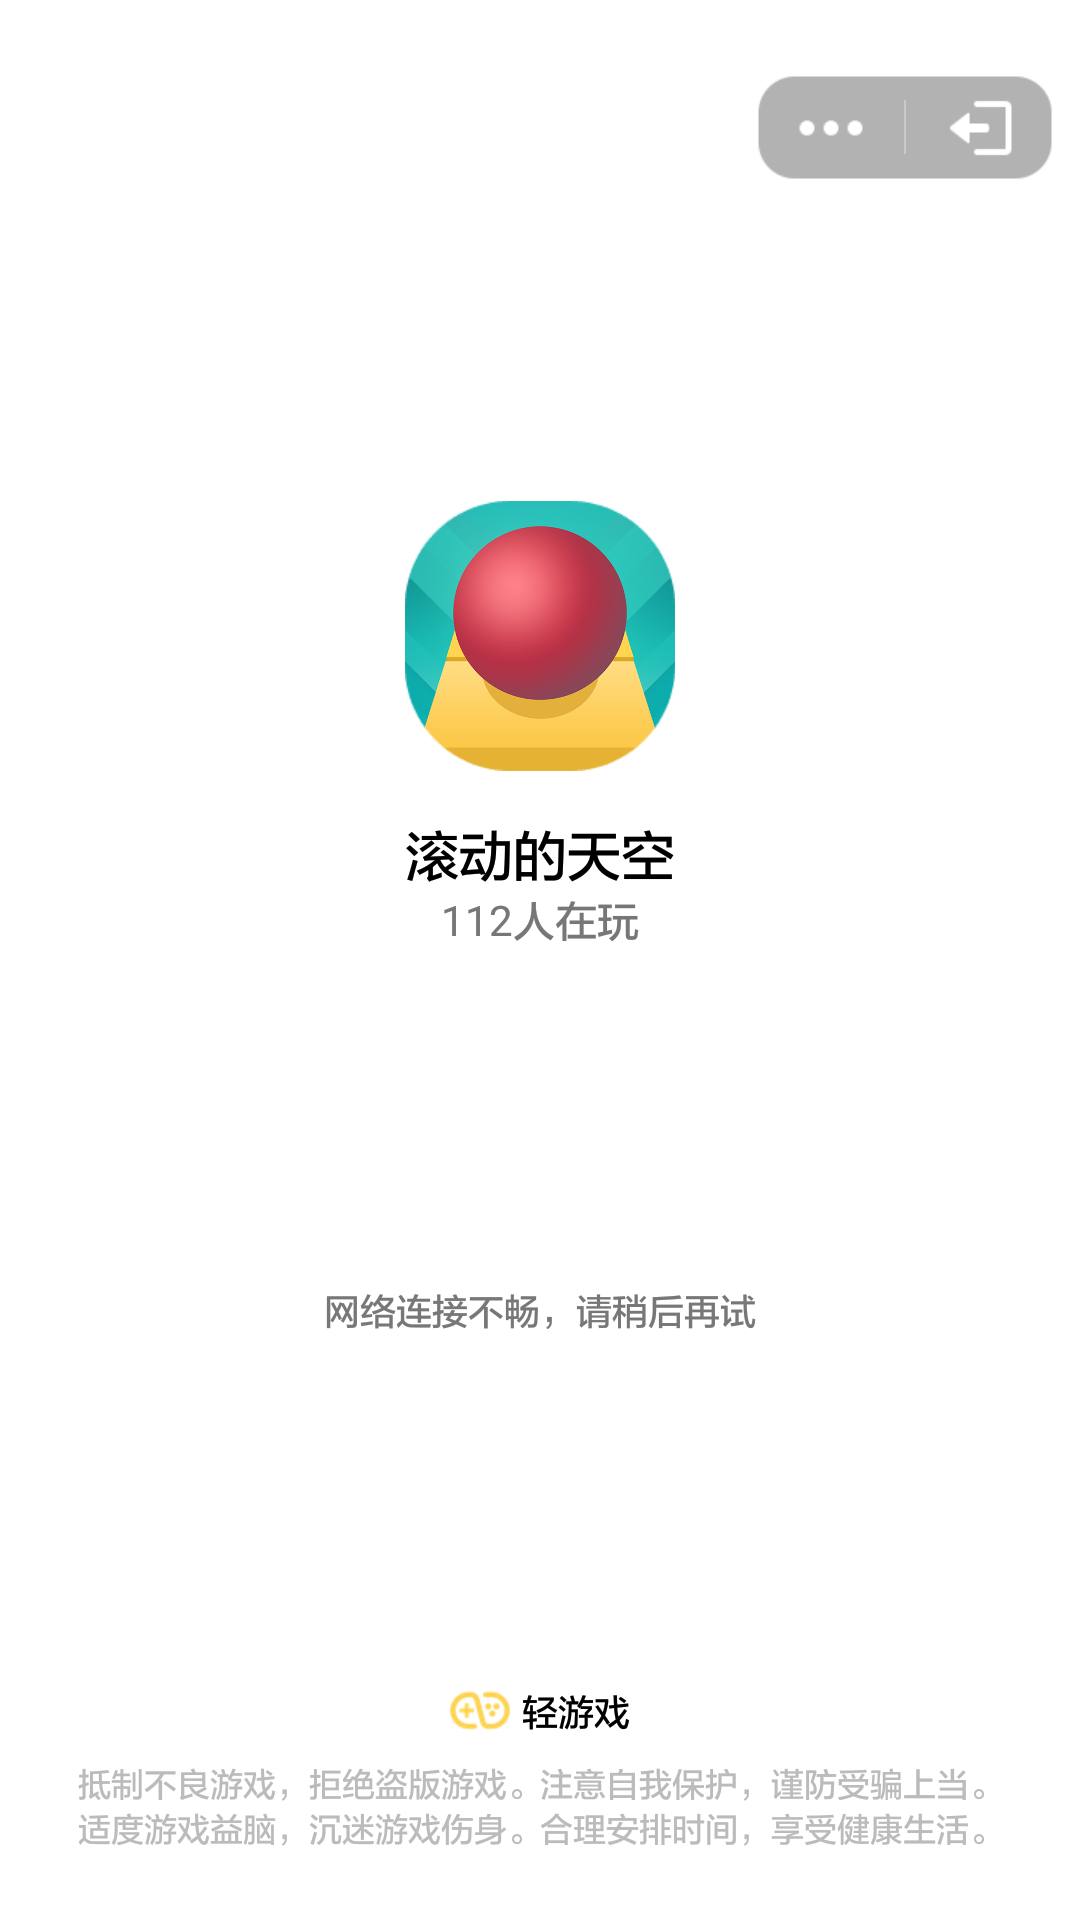 滚动的天空
112人在玩
网络连接不畅，请稍后再试
轻游戏
抵制不良游戏，拒绝盗版游戏。注意自我保护，谨防受骗上当。
适度游戏益脑，沉迷游戏伤身。合理安排时间，享受健康生活。